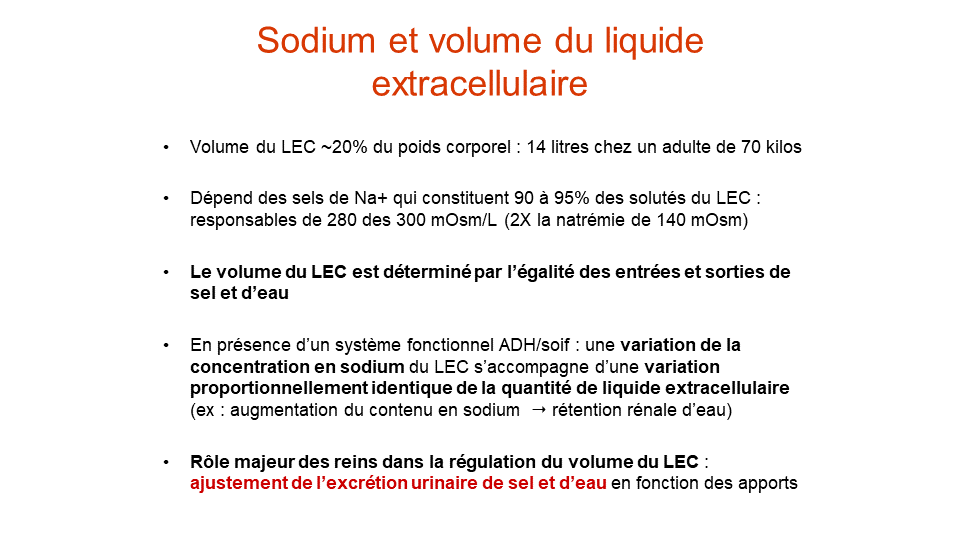 Sodium et volume du liquide
extracellulaire
• Volume du LEC ~20% du poids corporel : 14 litres chez un adulte de 70 kilos
• Dépend des sels de Na+ qui constituent 90 à 95% des solutés du LEC :
responsables de 280 des 300 mOsm/L (2X la natrémie de 140 mOsm)
• Le volume du LEC est déterminé par l’égalité des entrées et sorties de
sel et d’eau
• En présence d’un système fonctionnel ADH/soif : une variation de la
concentration en sodium du LEC s’accompagne d’une variation
proportionnellement identique de la quantité de liquide extracellulaire
(ex : augmentation du contenu en sodium → rétention rénale d’eau)
• Rôle majeur des reins dans la régulation du volume du LEC :
ajustement de l’excrétion urinaire de sel et d’eau en fonction des apports